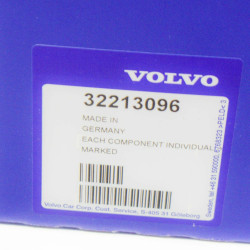 VOLVO
32213096
MADE IN
GERMANY
EACH COMPONENT INDIVIDUAL
MARKED
Volvo Car Corp. Cust. Service, S-405 31 Göteborg